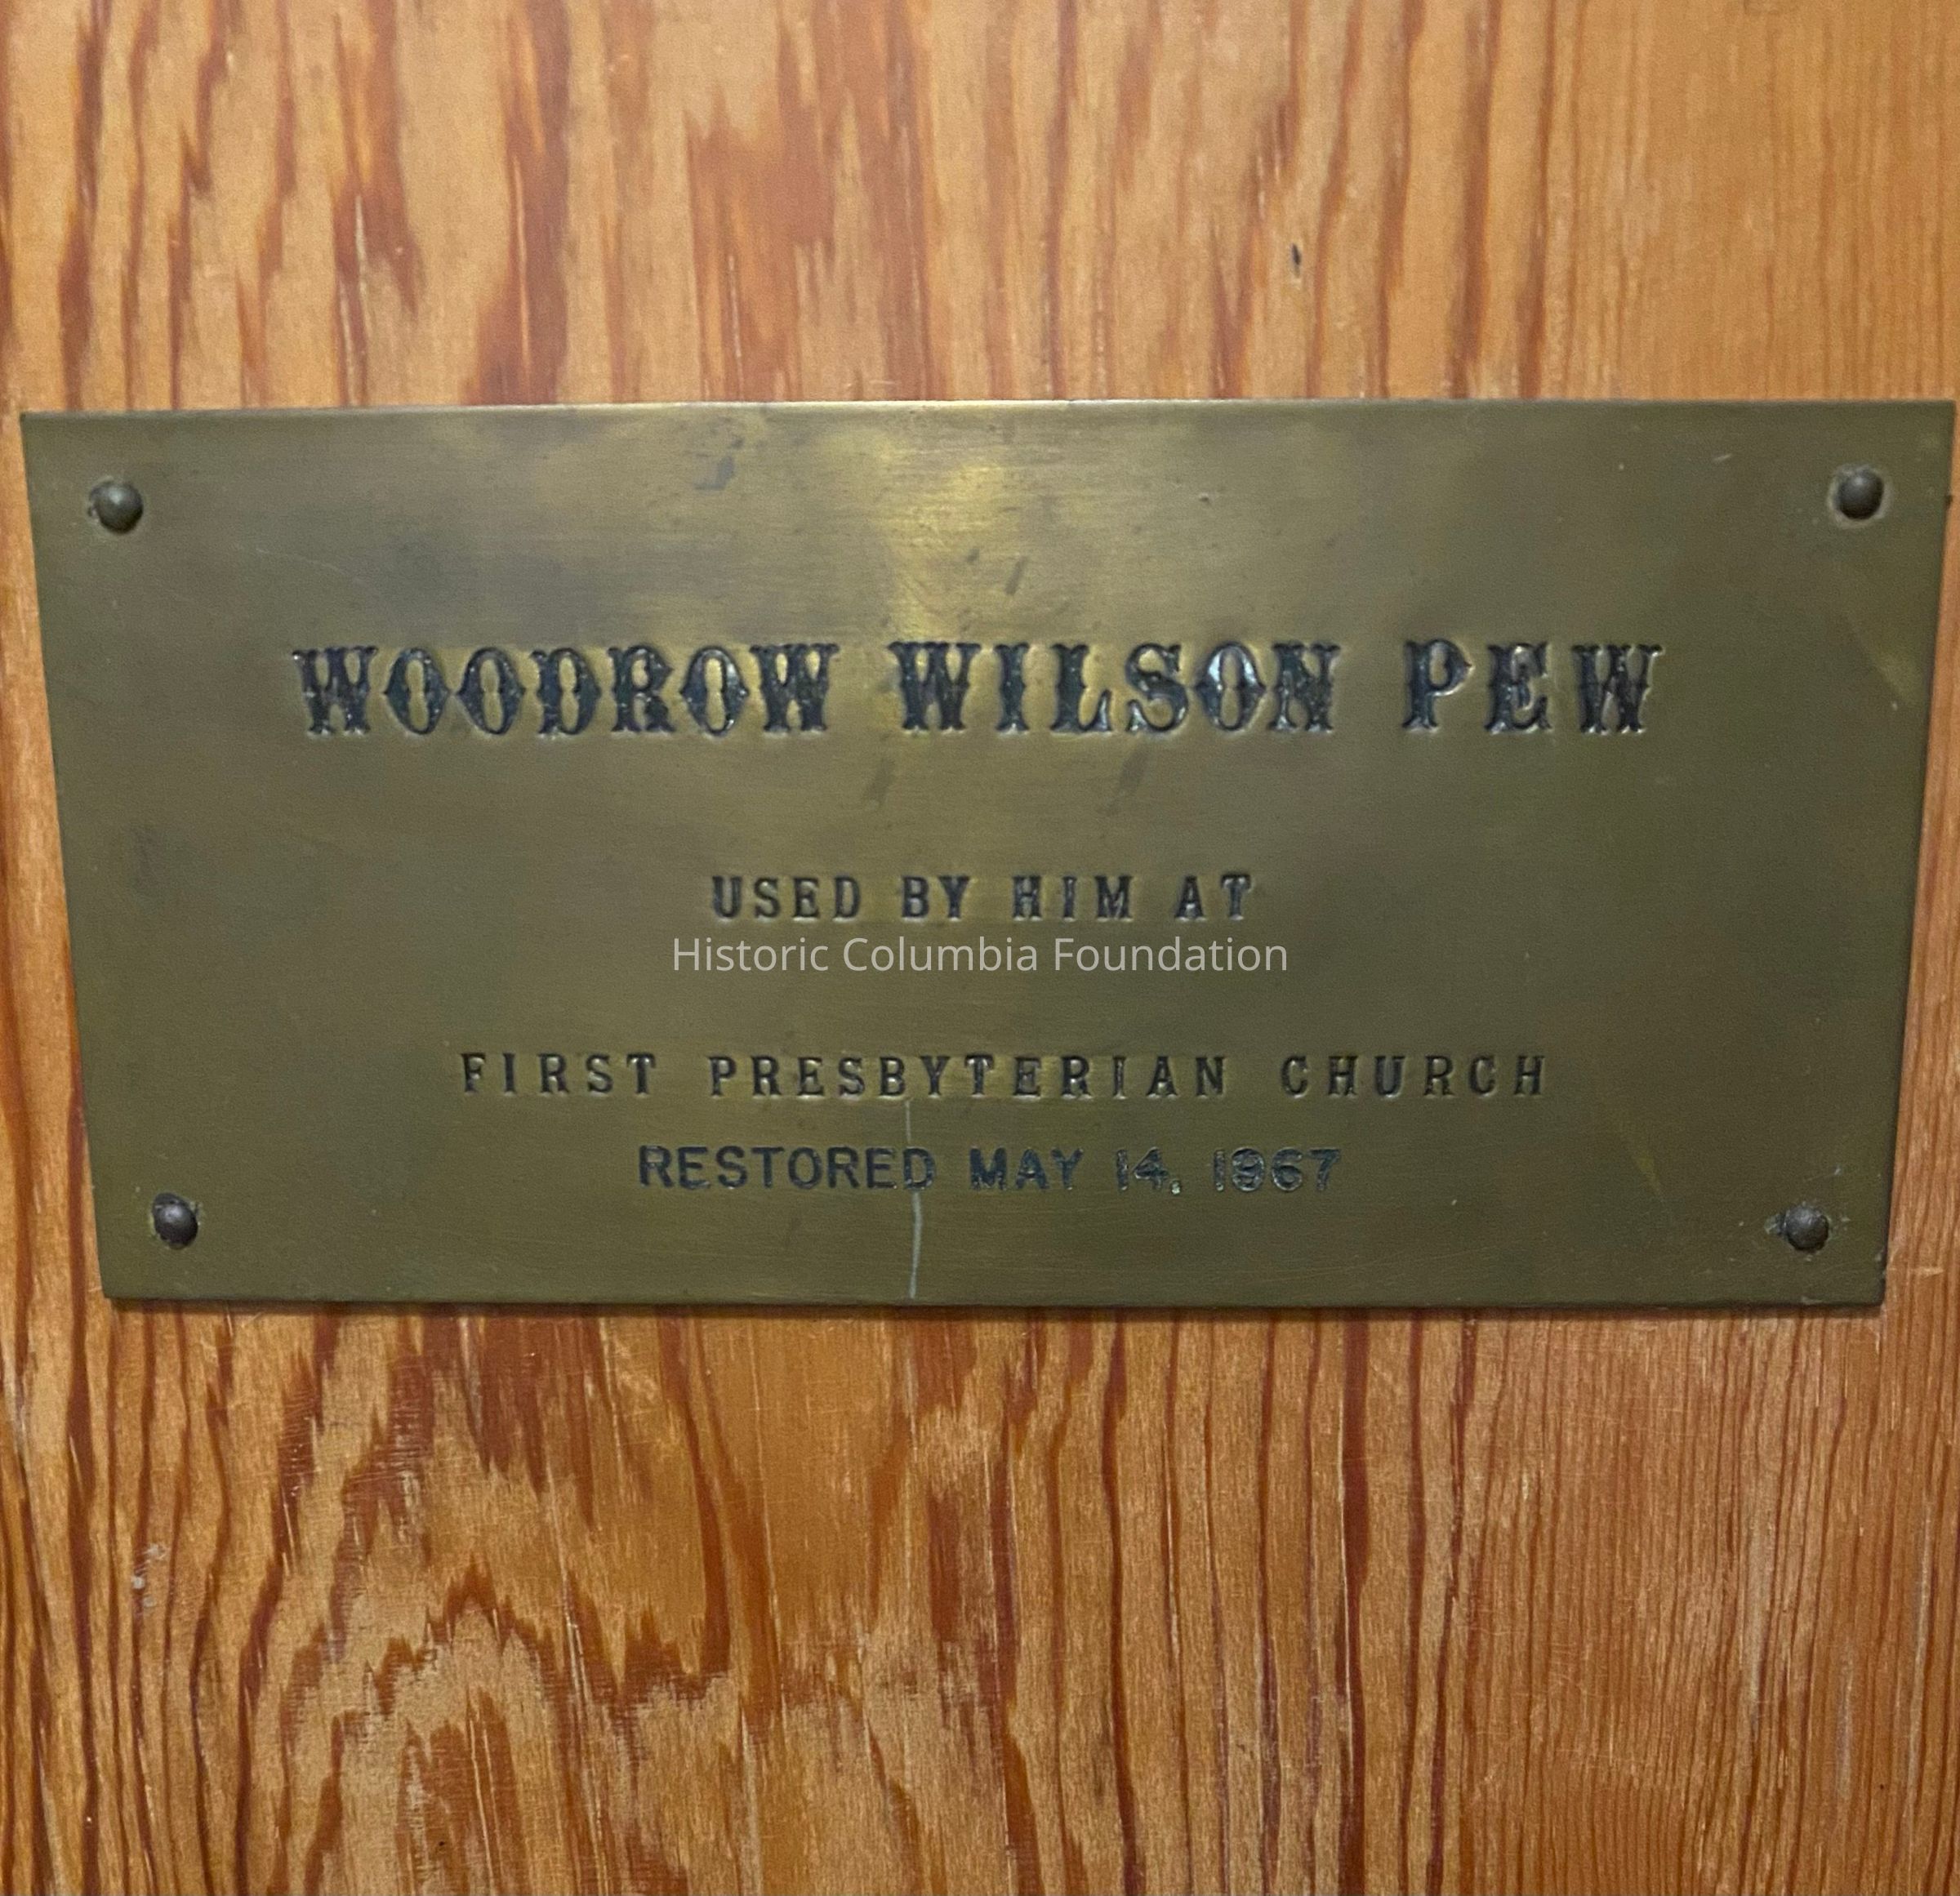 WOODROW WILSON PEW
USED BY HIM AT
Historic Columbia Foundation
FIRST PRESBYTERIAN CHURCH
RESTORED MAY 14, 1967